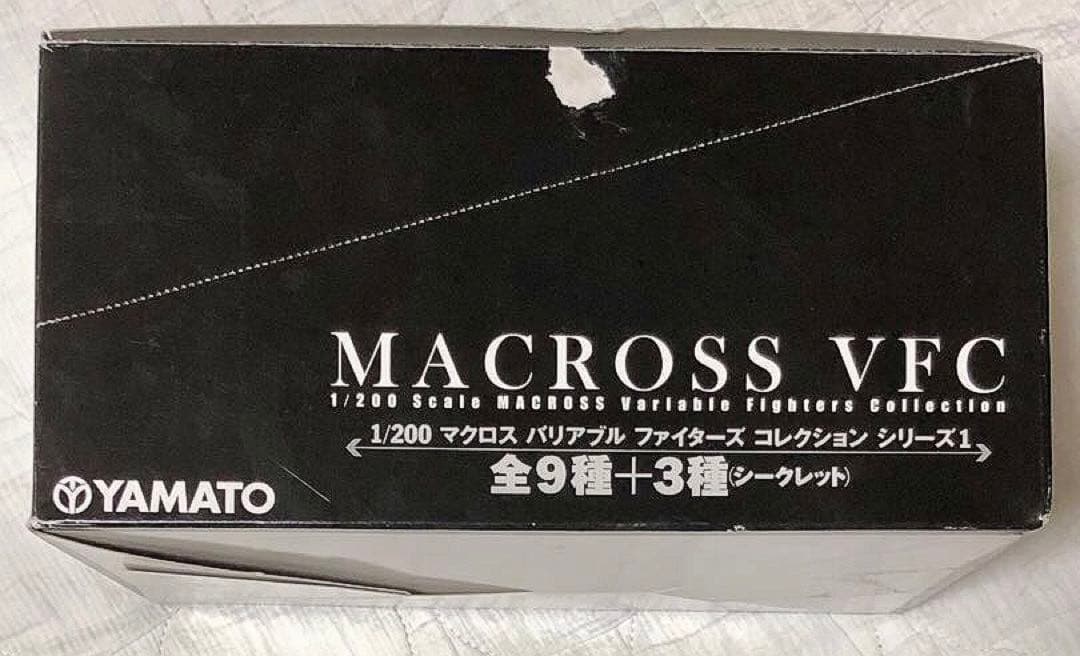 MACROSS VFC
1/200 Scale MACROSS Variable Fighters Collection
1/200 マクロス バリアブル ファイターズ コレクション シリーズ1
全9種+3種(シークレット)
YAMATO